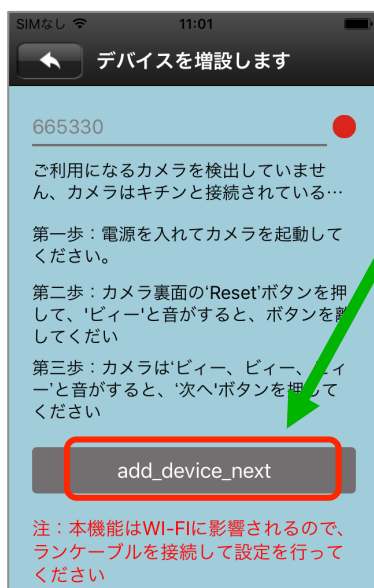 SIMなし 11:01
デバイスを増設します
665330
ご利用になるカメラを検出していませ
ん、カメラはキチンと接続されている…
第一歩：電源を入れてカメラを起動して
ください。
第二歩：カメラ裏面の‘Reset’ボタンを押
して、'ビィー'と音がすると、ボタンを離
してくだい
第三歩：カメラは‘ビィー、ビィー、ビィ
ー’と音がすると、‘次へ'ボタンを押して
ください
add_device_next
注：本機能はWI-FIに影響されるので、
ランケーブルを接続して設定を行って
ください